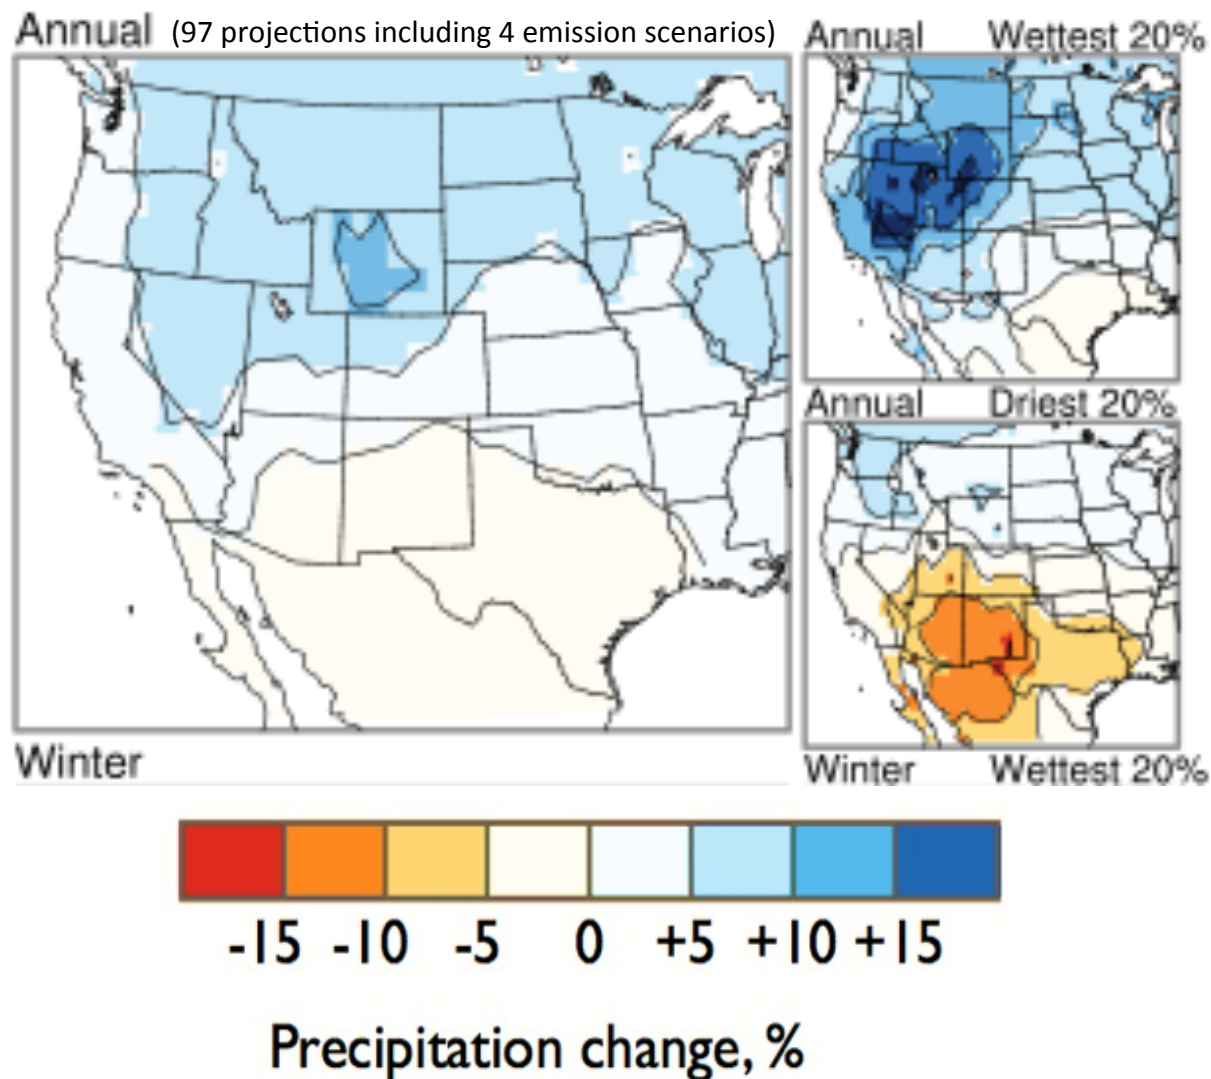 Annual (97 projections including 4 emission scenarios)
Annual Wettest 20%
Annual Driest 20%
Winter
Winter Wettest 20%
-15 -10 -5 0 +5 +10 +15
Precipitation change, %